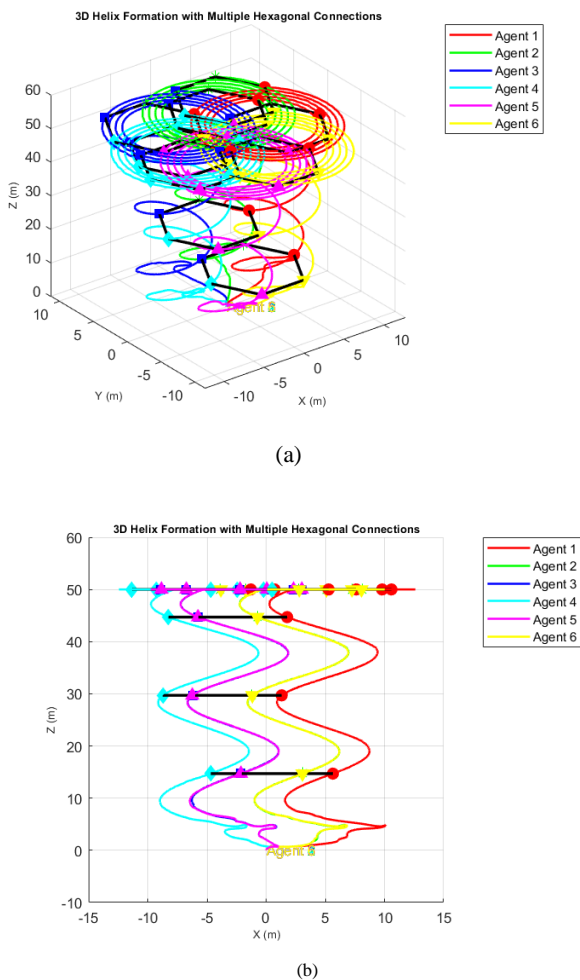 3D Helix Formation with Multiple Hexagonal Connections
Agent 1
Agent 2
Agent 3
Agent 4
Agent 5
Agent 6
60
50
40
30
20
10
0
Z (m)
10
5
0
-5
-10
Y (m)
-10
-5
0
5
10
X (m)
(a)
3D Helix Formation with Multiple Hexagonal Connections
Agent 1
Agent 2
Agent 3
Agent 4
Agent 5
Agent 6
60
50
40
30
20
10
0
-10
Z (m)
Agent
-15
-10
-5
0
5
10
15
X (m)
(b)